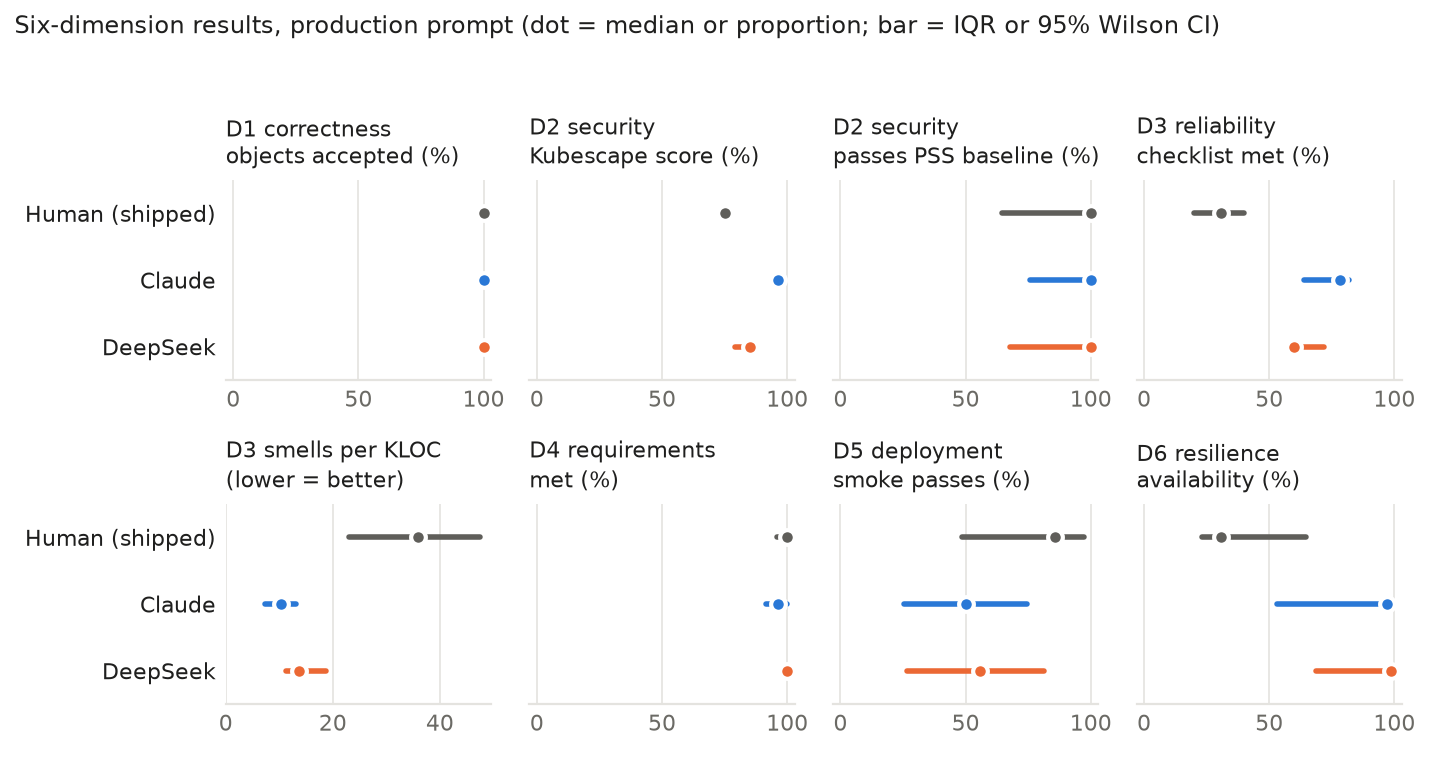 Six-dimension results, production prompt (dot = median or proportion; bar = IQR or 95% Wilson CI)
D1 correctness
objects accepted (%)
D2 security
Kubescape score (%)
D2 security
passes PSS baseline (%)
D3 reliability
checklist met (%)
Human (shipped)
Claude
DeepSeek
0 50 100
0 50 100
0 50 100
0 50 100
D3 smells per KLOC
(lower = better)
D4 requirements
met (%)
D5 deployment
smoke passes (%)
D6 resilience
availability (%)
Human (shipped)
Claude
DeepSeek
0 20 40
0 50 100
0 50 100
0 50 100